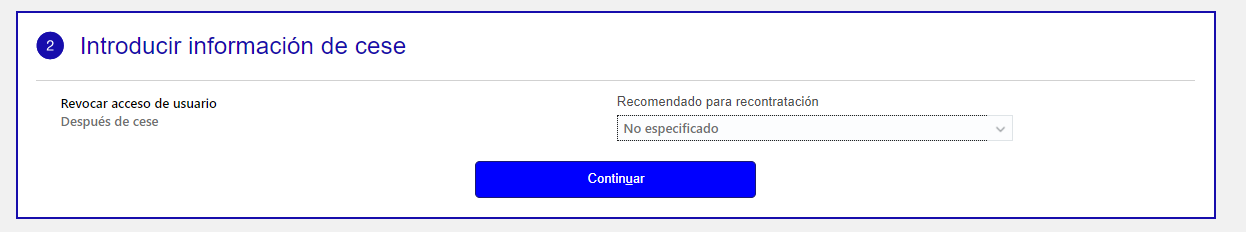 2 Introducir información de cese
Revocar acceso de usuario
Después de cese
Recomendado para recontratación
No especificado
Continuar